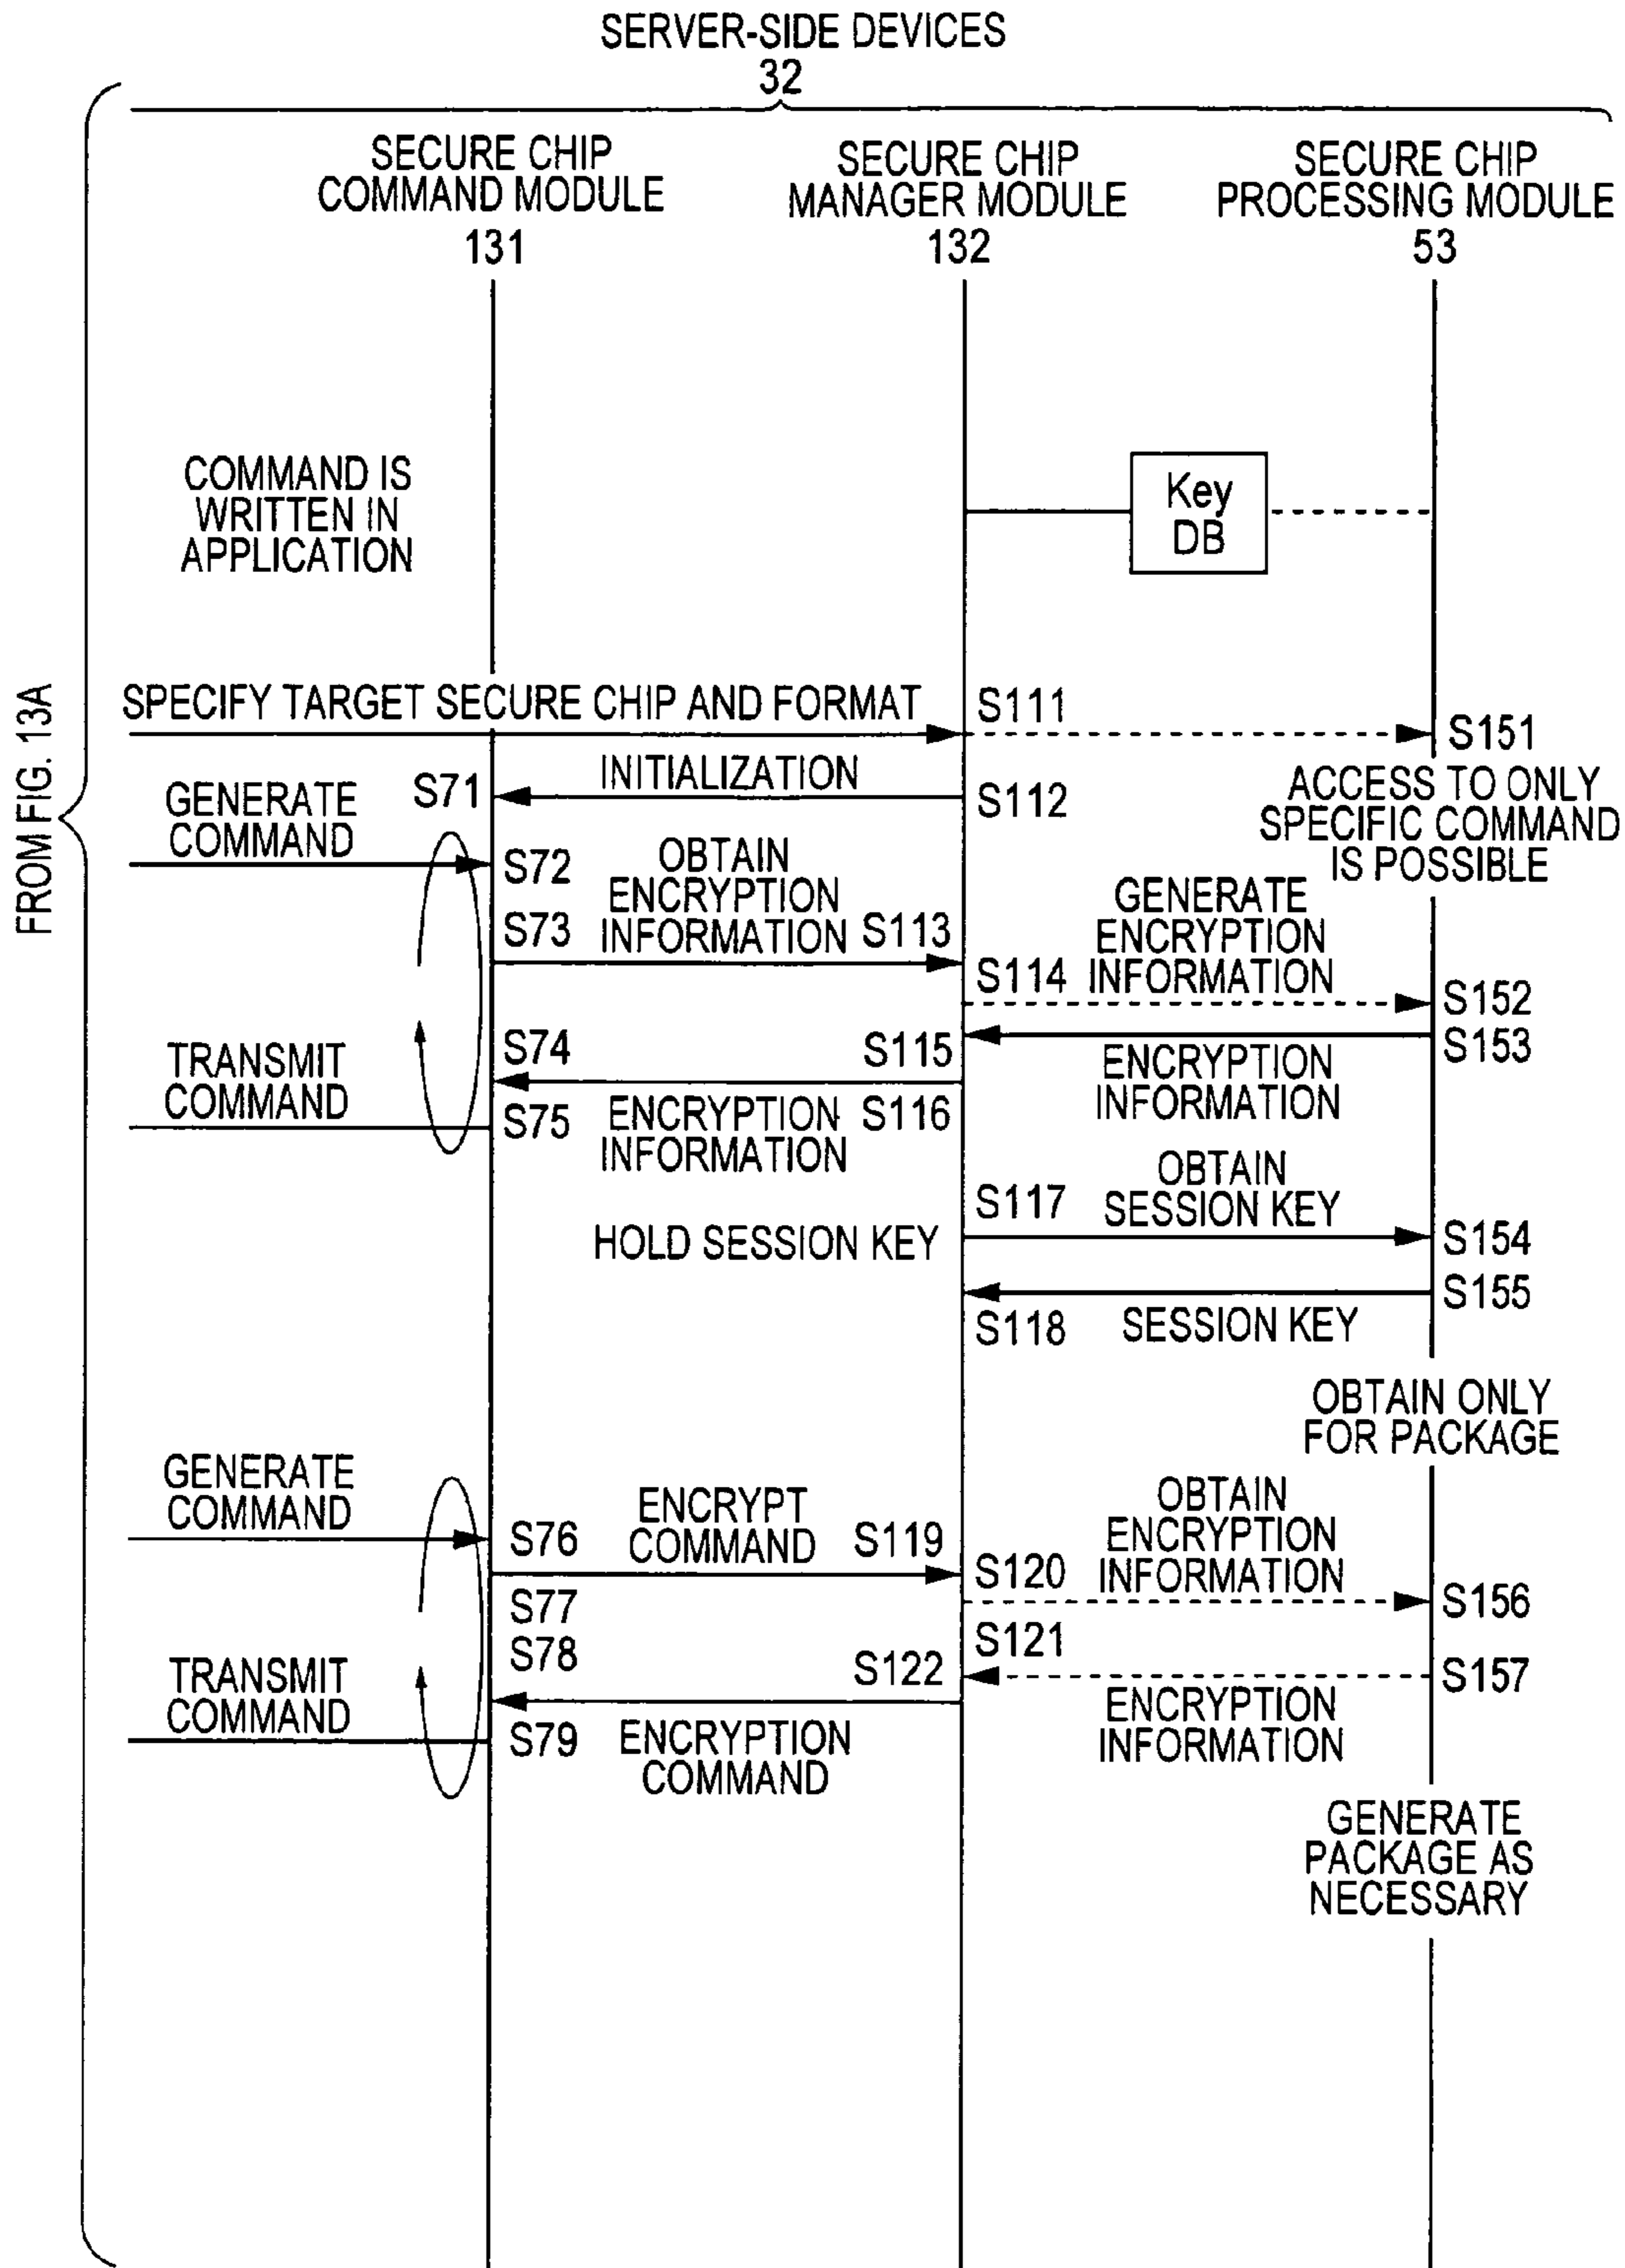 SERVER-SIDE DEVICES
32
SECURE CHIP
COMMAND MODULE
131
SECURE CHIP
MANAGER MODULE
132
SECURE CHIP
PROCESSING MODULE
53
FROM FIG. 13A
COMMAND IS
WRITTEN IN
APPLICATION
Key
DB
SPECIFY TARGET SECURE CHIP AND FORMAT
S111
S151
INITIALIZATION
S71
S112
ACCESS TO ONLY
SPECIFIC COMMAND
IS POSSIBLE
GENERATE
COMMAND
S72
OBTAIN
ENCRYPTION
INFORMATION
S73
S113
GENERATE
ENCRYPTION
INFORMATION
S114
S152
S153
ENCRYPTION
INFORMATION
S74
S115
TRANSMIT
COMMAND
S75
ENCRYPTION
INFORMATION
S116
OBTAIN
SESSION KEY
S117
HOLD SESSION KEY
S154
S155
S118
SESSION KEY
OBTAIN ONLY
FOR PACKAGE
GENERATE
COMMAND
S76
ENCRYPT
COMMAND
S119
OBTAIN
ENCRYPTION
INFORMATION
S120
S156
S77
S78
S121
S122
S157
TRANSMIT
COMMAND
S79
ENCRYPTION
COMMAND
ENCRYPTION
INFORMATION
GENERATE
PACKAGE AS
NECESSARY